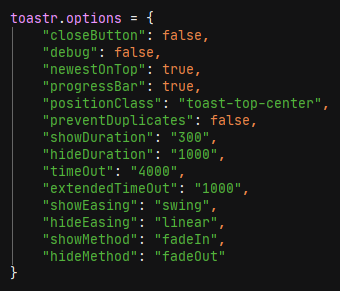 toastr.options = {
    "closeButton": false,
    "debug": false,
    "newestOnTop": true,
    "progressBar": true,
    "positionClass": "toast-top-center",
    "preventDuplicates": false,
    "showDuration": "300",
    "hideDuration": "1000",
    "timeOut": "4000",
    "extendedTimeOut": "1000",
    "showEasing": "swing",
    "hideEasing": "linear",
    "showMethod": "fadeIn",
    "hideMethod": "fadeOut"
}